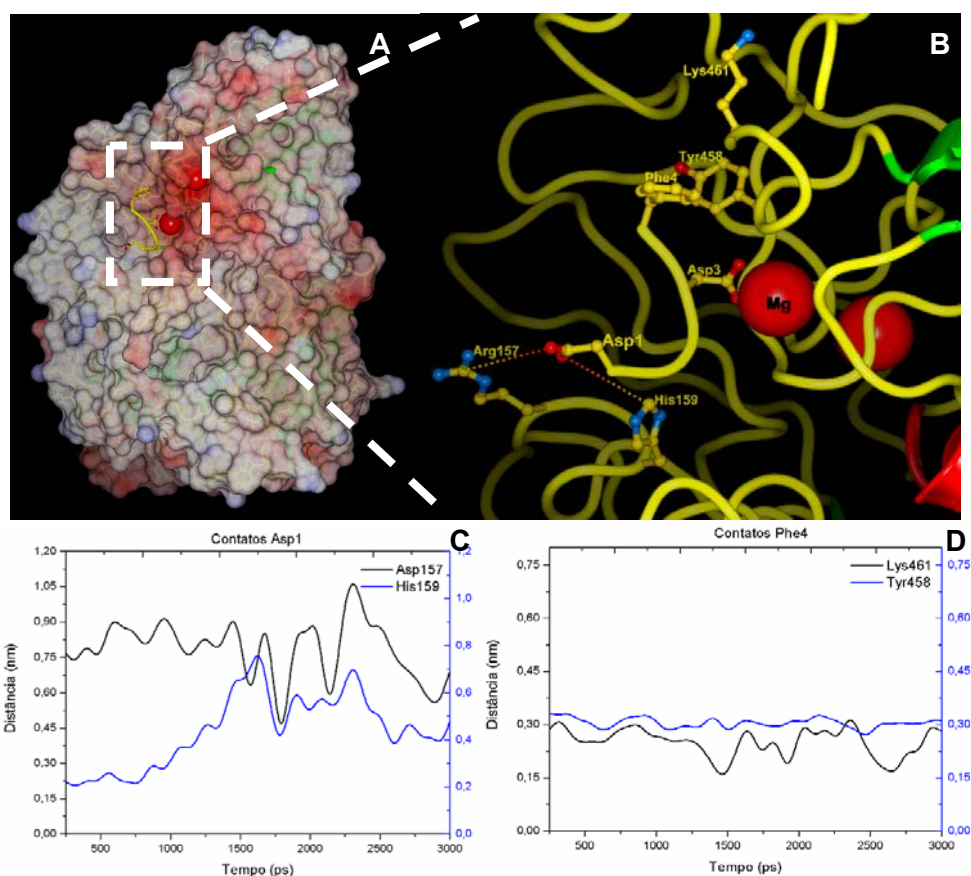 A
B
Lys461
Tyr458
Phe4
Asp3
Mg
Asp1
Arg157
His159
C
Contatos Asp1
Asp157
His159
Distância (nm)
1,20
1,05
0,90
0,75
0,60
0,45
0,30
0,15
0,00
1,2
1,0
0,8
0,6
0,4
0,2
0,0
500
1000
1500
2000
2500
3000
Tempo (ps)
D
Contatos Phe4
Lys461
Tyr458
Distância (nm)
0,75
0,60
0,45
0,30
0,15
0,00
0,75
0,60
0,45
0,30
0,15
0,00
500
1000
1500
2000
2500
3000
Tempo (ps)